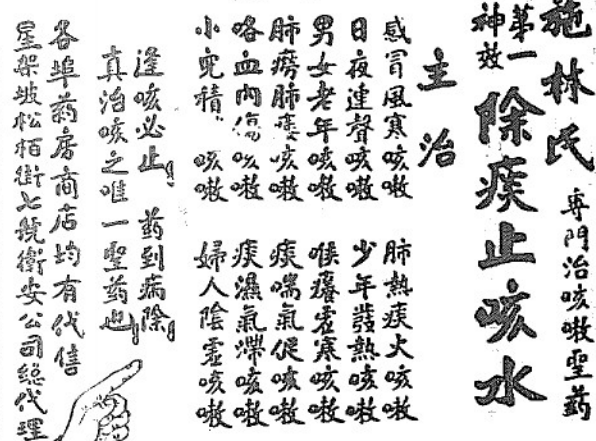 施林氏 專門治咳嗽聖药
第一
神效
除痰止咳水
主治
感冒風寒咳嗽
日夜連聲咳嗽
男女老年咳嗽
肺癆肺痿咳嗽
咯血內傷咳嗽
小兒積 咳嗽
肺熱痰火咳嗽
少年發熱咳嗽
喉癢虛寒咳嗽
痰喘氣促咳嗽
痰濕氣滯咳嗽
婦人陰虛咳嗽
逢咳必止! 药到病除!
真治咳之唯一聖药也!
各埠药房商店均有代售
星架坡松柏街七號衛安公司總代理